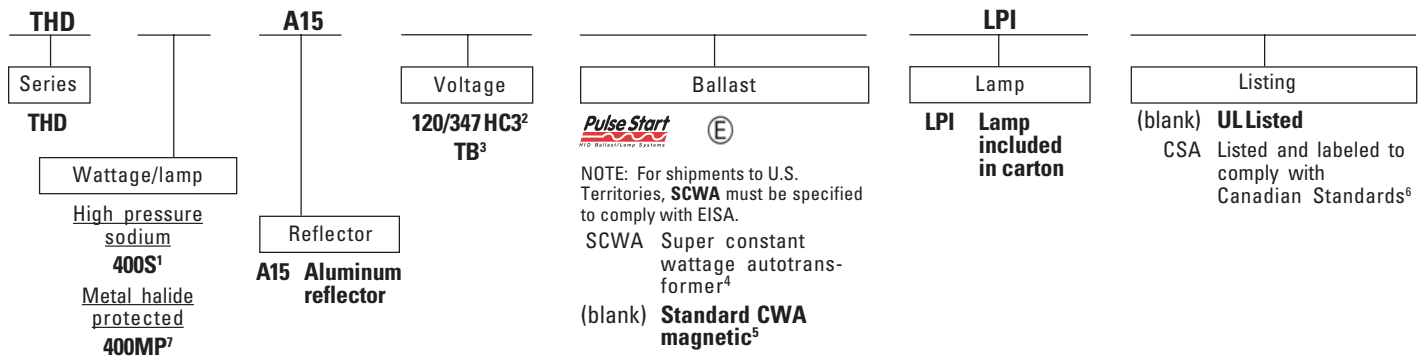 THD A15 LPI
Series
THD
Wattage/lamp
High pressure
sodium
400S¹
Metal halide
protected
400MP⁷
Reflector
A15 Aluminum
reflector
Voltage
120/347 HC3²
TB³
Ballast
Pulse Start
HID Ballast/Lamp Systems
E
NOTE: For shipments to U.S.
Territories, SCWA must be specified
to comply with EISA.
SCWA Super constant
wattage autotrans-
former⁴
(blank) Standard CWA
magnetic⁵
Lamp
LPI Lamp
included
in carton
Listing
(blank) UL Listed
CSA Listed and labeled to
comply with
Canadian Standards⁶